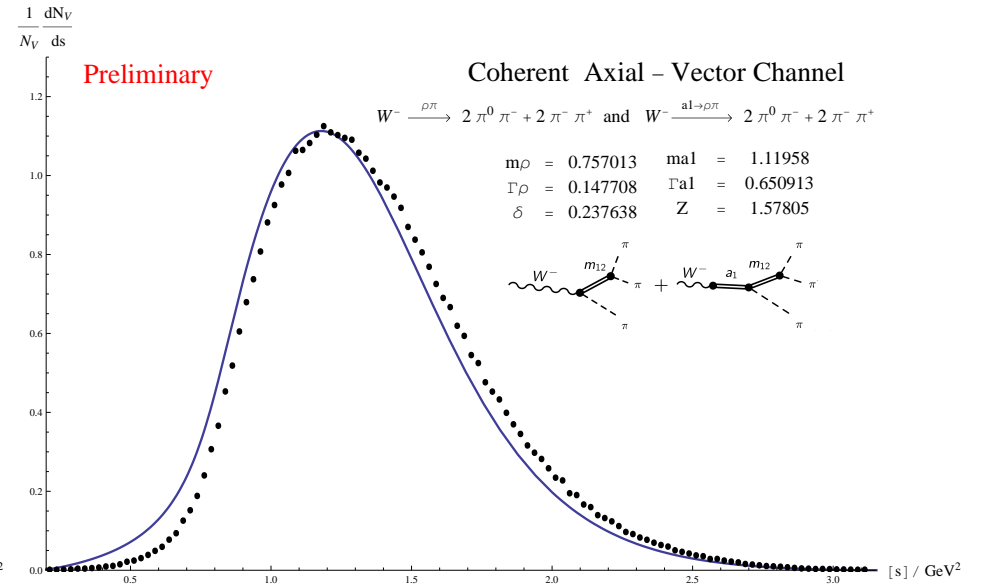 1 dN_V
N_V ds
Preliminary
Coherent Axial – Vector Channel
W⁻ ρπ⟶ 2 π⁰ π⁻ + 2 π⁻ π⁺ and W⁻ a1→ρπ⟶ 2 π⁰ π⁻ + 2 π⁻ π⁺
mρ = 0.757013 ma1 = 1.11958
Γρ = 0.147708 Γa1 = 0.650913
δ = 0.237638 Z = 1.57805
W⁻ m₁₂ π π π + W⁻ a₁ m₁₂ π π π
1.2
1.0
0.8
0.6
0.4
0.2
0.0
0.5 1.0 1.5 2.0 2.5 3.0
[s] / GeV²
2